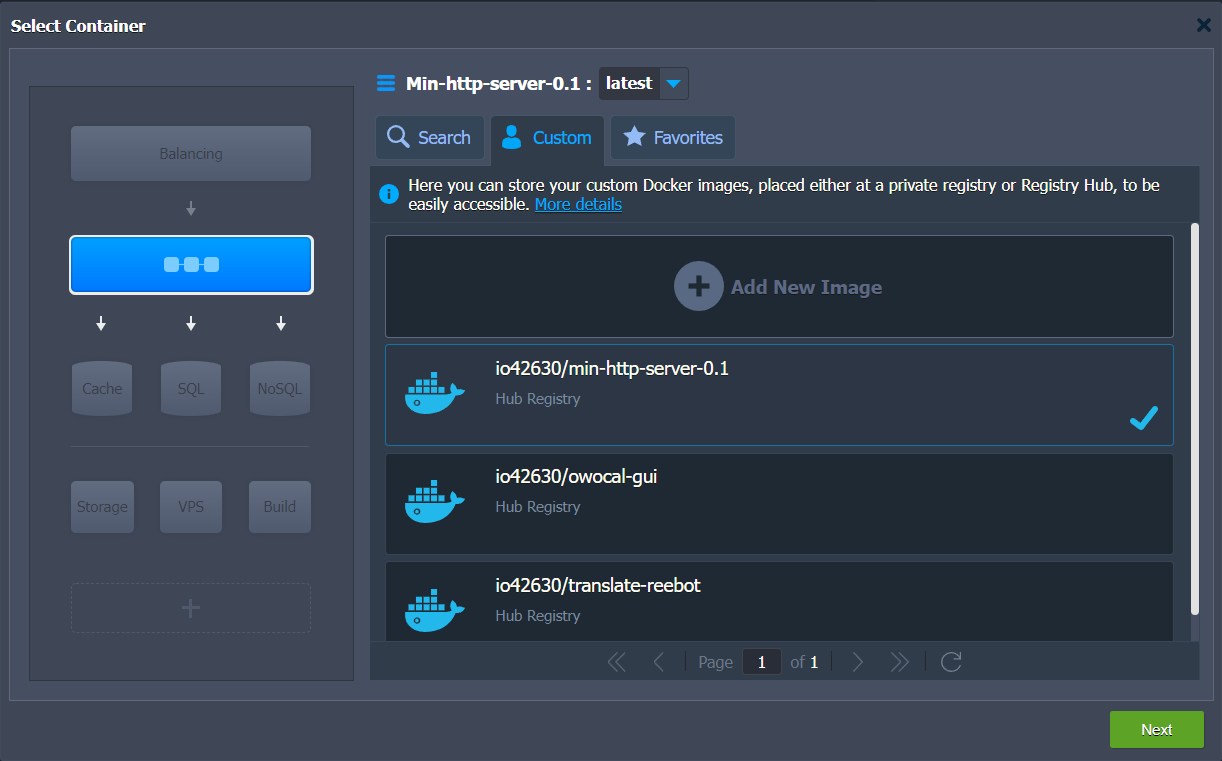 Select Container
Balancing
Cache
SQL
NoSQL
Storage
VPS
Build
Min-http-server-0.1 :
latest
Search
Custom
Favorites
Here you can store your custom Docker images, placed either at a private registry or Registry Hub, to be
easily accessible. More details
Add New Image
io42630/min-http-server-0.1
Hub Registry
io42630/owocal-gui
Hub Registry
io42630/translate-reebot
Hub Registry
Page 1 of 1
Next